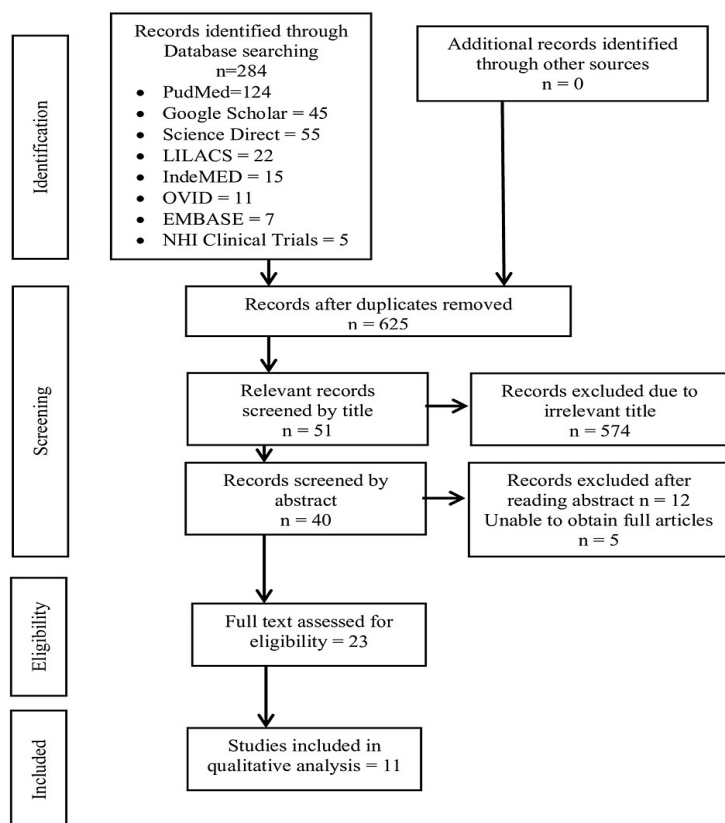 Identification
Records identified through
Database searching
n=284
• PudMed=124
• Google Scholar = 45
• Science Direct = 55
• LILACS = 22
• IndeMED = 15
• OVID = 11
• EMBASE = 7
• NHI Clinical Trials = 5
Additional records identified
through other sources
n = 0
Screening
Records after duplicates removed
n = 625
Relevant records
screened by title
n = 51
Records excluded due to
irrelevant title
n = 574
Records screened by
abstract
n = 40
Records excluded after
reading abstract n = 12
Unable to obtain full articles
n = 5
Eligibility
Full text assessed for
eligibility = 23
Included
Studies included in
qualitative analysis = 11